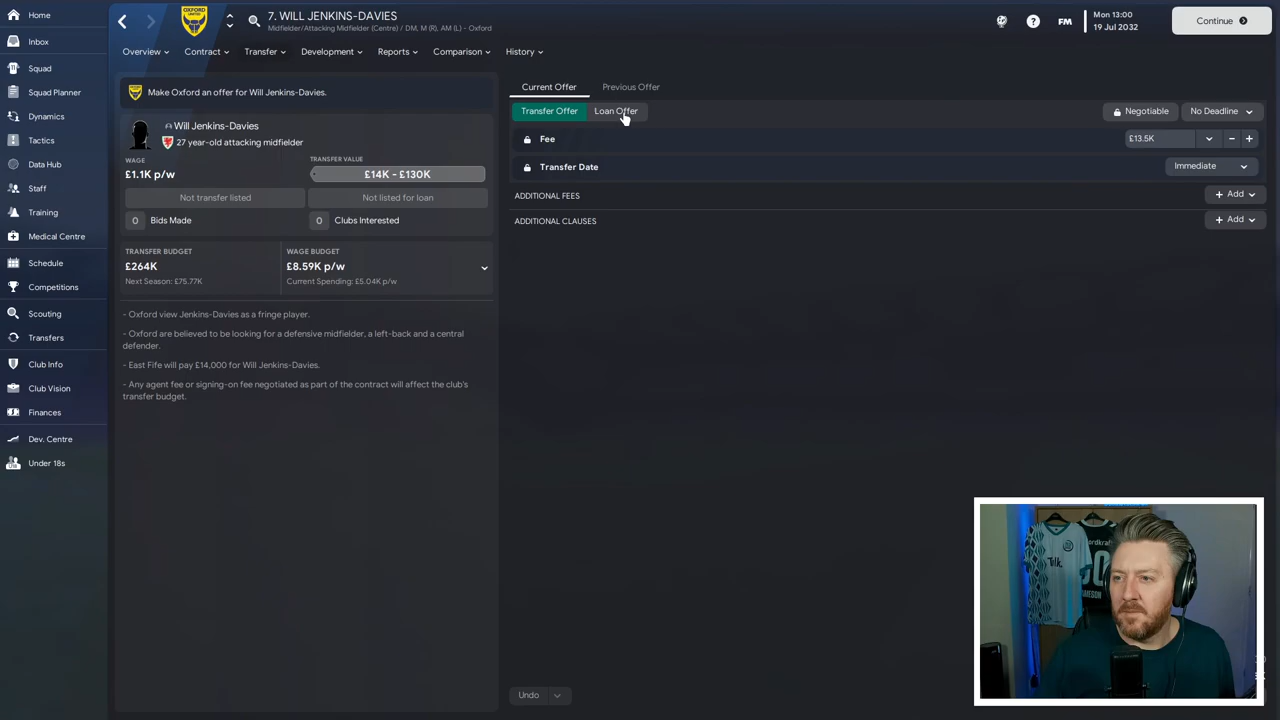 Home
Inbox
Squad
Squad Planner
Dynamics
Tactics
Data Hub
Staff
Training
Medical Centre
Schedule
Competitions
Scouting
Transfers
Club Info
Club Vision
Finances
Dev. Centre
Under 18s
7. WILL JENKINS-DAVIES
Midfielder/Attacking Midfielder (Centre) / DM, M (R), AM (L) - Oxford
FM
Mon 13:00
19 Jul 2032
Continue
Overview
Contract
Transfer
Development
Reports
Comparison
History
Make Oxford an offer for Will Jenkins-Davies.
Will Jenkins-Davies
27 year-old attacking midfielder
WAGE
£1.1K p/w
TRANSFER VALUE
£14K - £130K
Not transfer listed
Not listed for loan
0 Bids Made
0 Clubs Interested
TRANSFER BUDGET
£264K
Next Season: £75.77K
WAGE BUDGET
£8.59K p/w
Current Spending: £5.04K p/w
- Oxford view Jenkins-Davies as a fringe player.
- Oxford are believed to be looking for a defensive midfielder, a left-back and a central
defender.
- East Fife will pay £14,000 for Will Jenkins-Davies.
- Any agent fee or signing-on fee negotiated as part of the contract will affect the club's
transfer budget.
Current Offer
Previous Offer
Transfer Offer
Loan Offer
Negotiable
No Deadline
Fee
£13.5K
Transfer Date
Immediate
ADDITIONAL FEES
+ Add
ADDITIONAL CLAUSES
+ Add
Undo